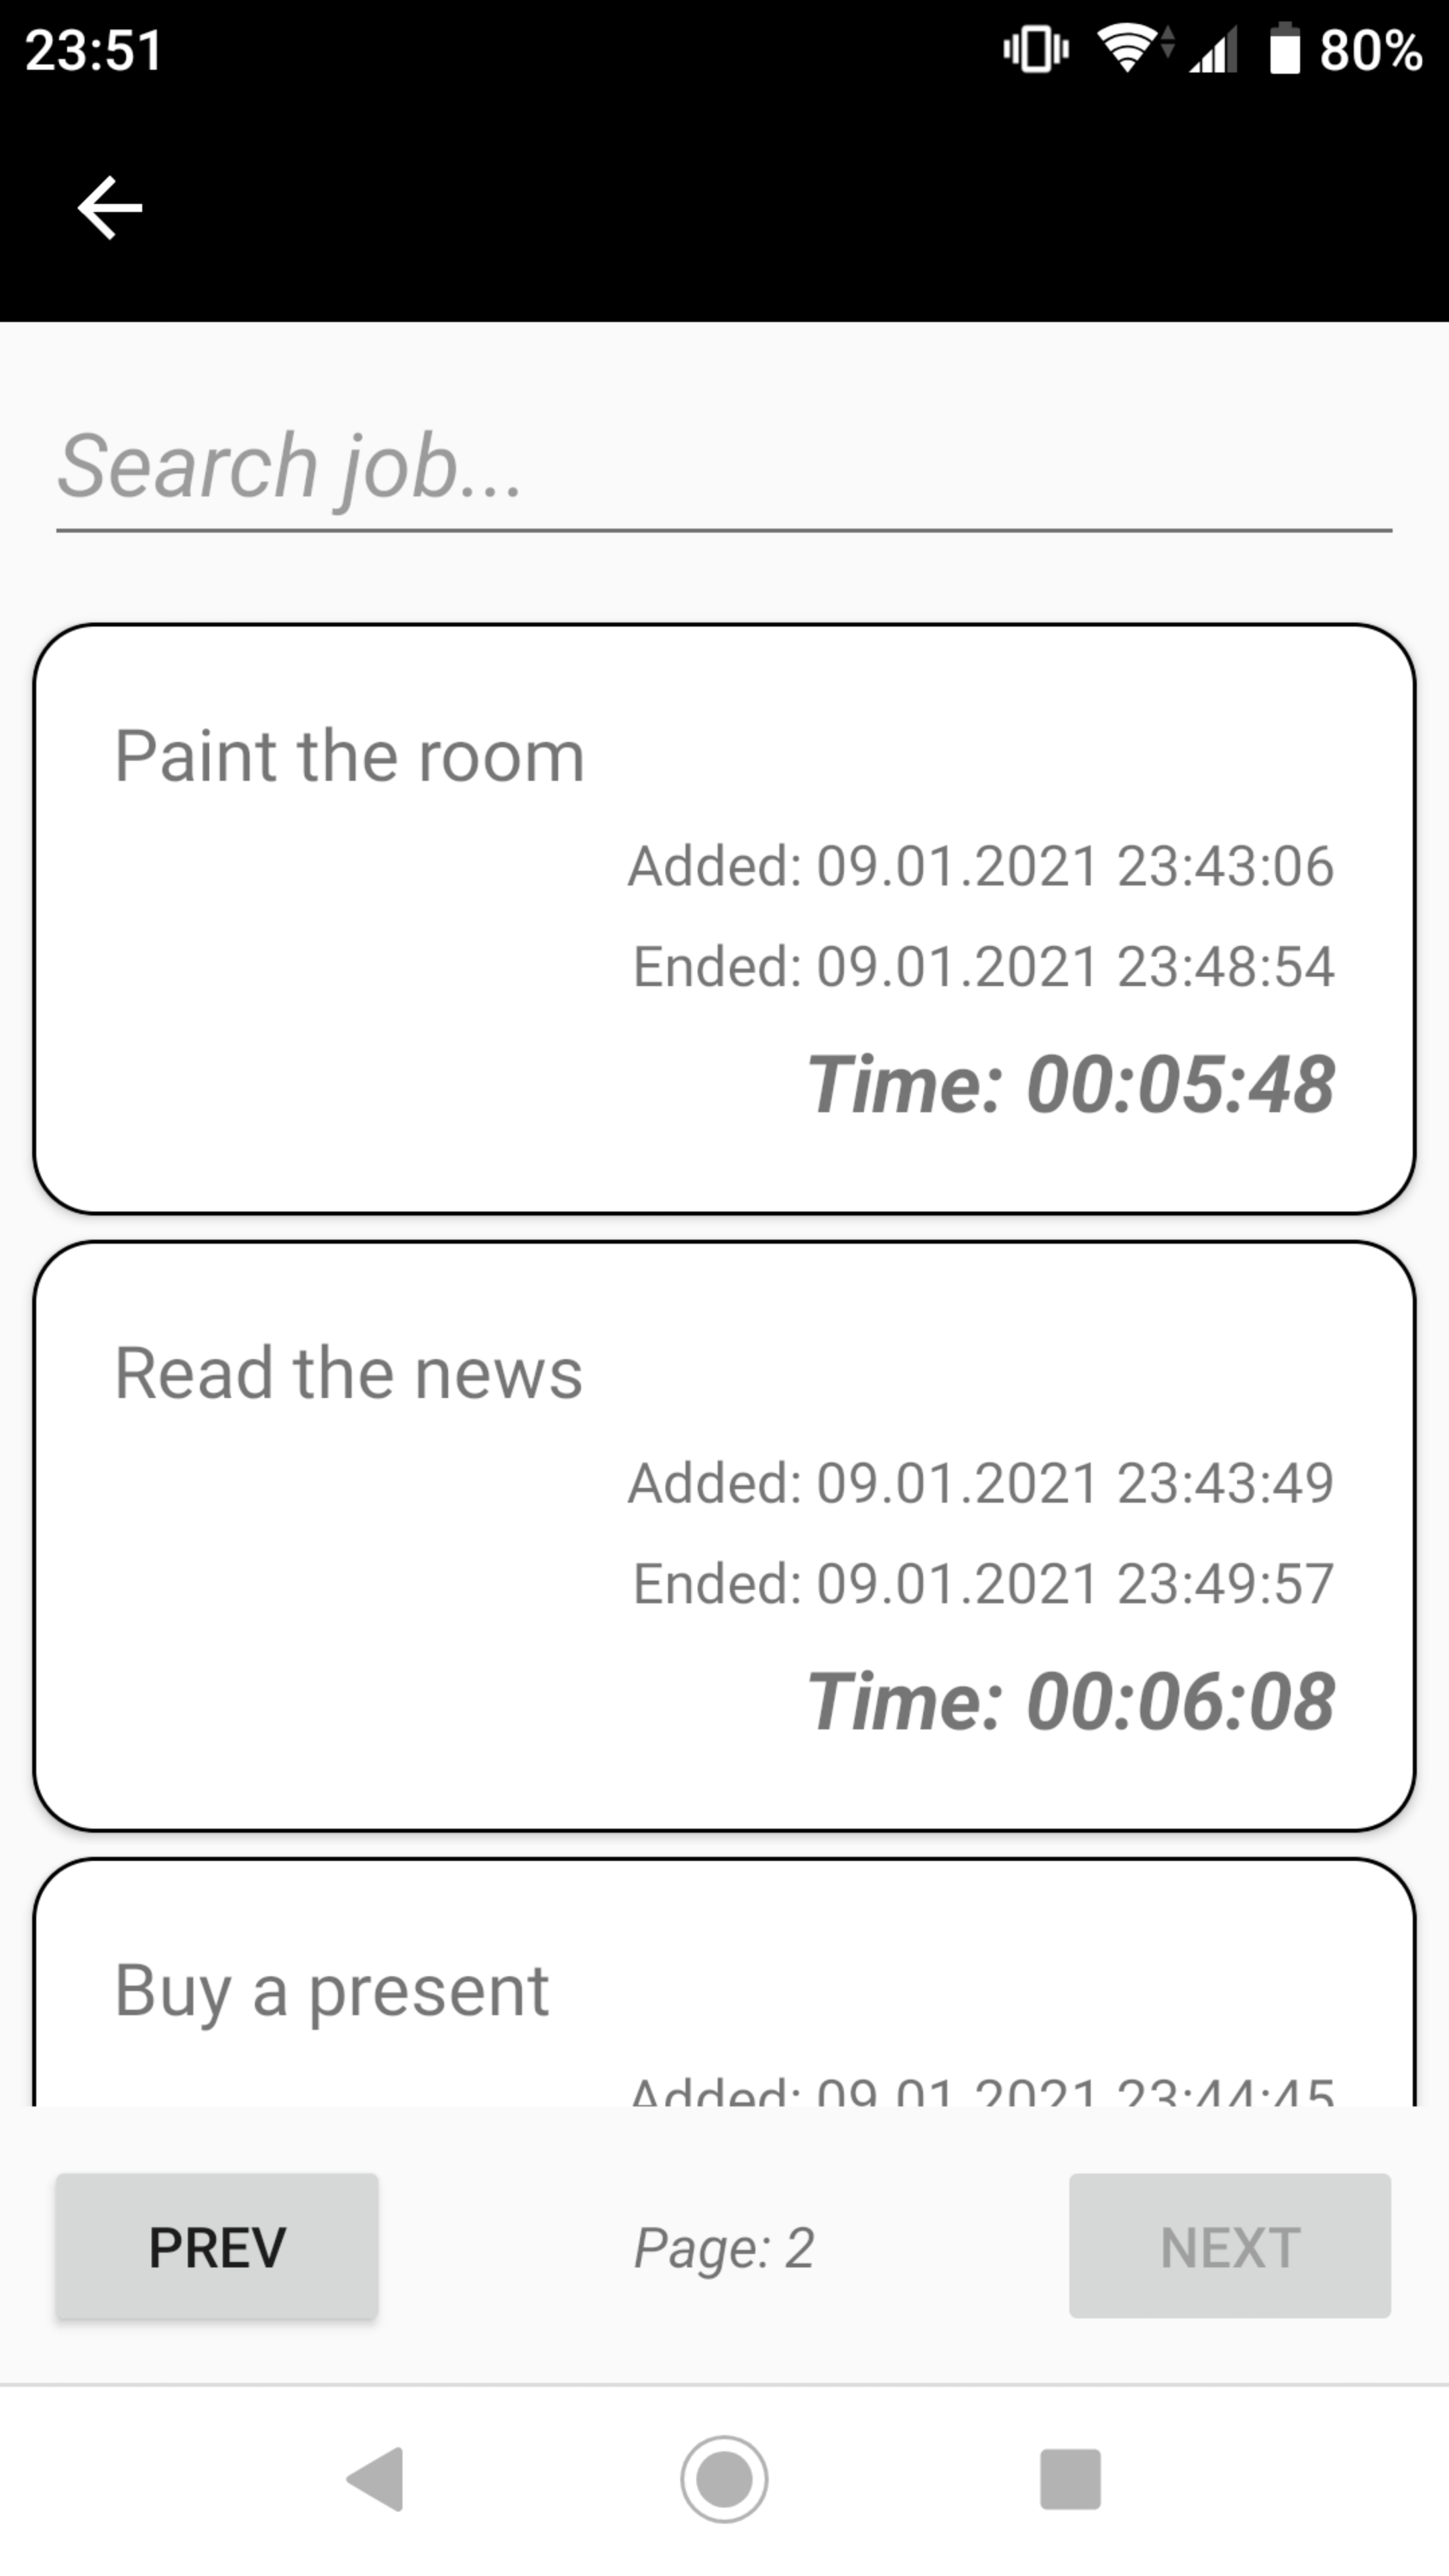 23:51
80%
Search job...
Paint the room
Added: 09.01.2021 23:43:06
Ended: 09.01.2021 23:48:54
Time: 00:05:48
Read the news
Added: 09.01.2021 23:43:49
Ended: 09.01.2021 23:49:57
Time: 00:06:08
Buy a present
Added: 09.01.2021 23:44:45
PREV
Page: 2
NEXT